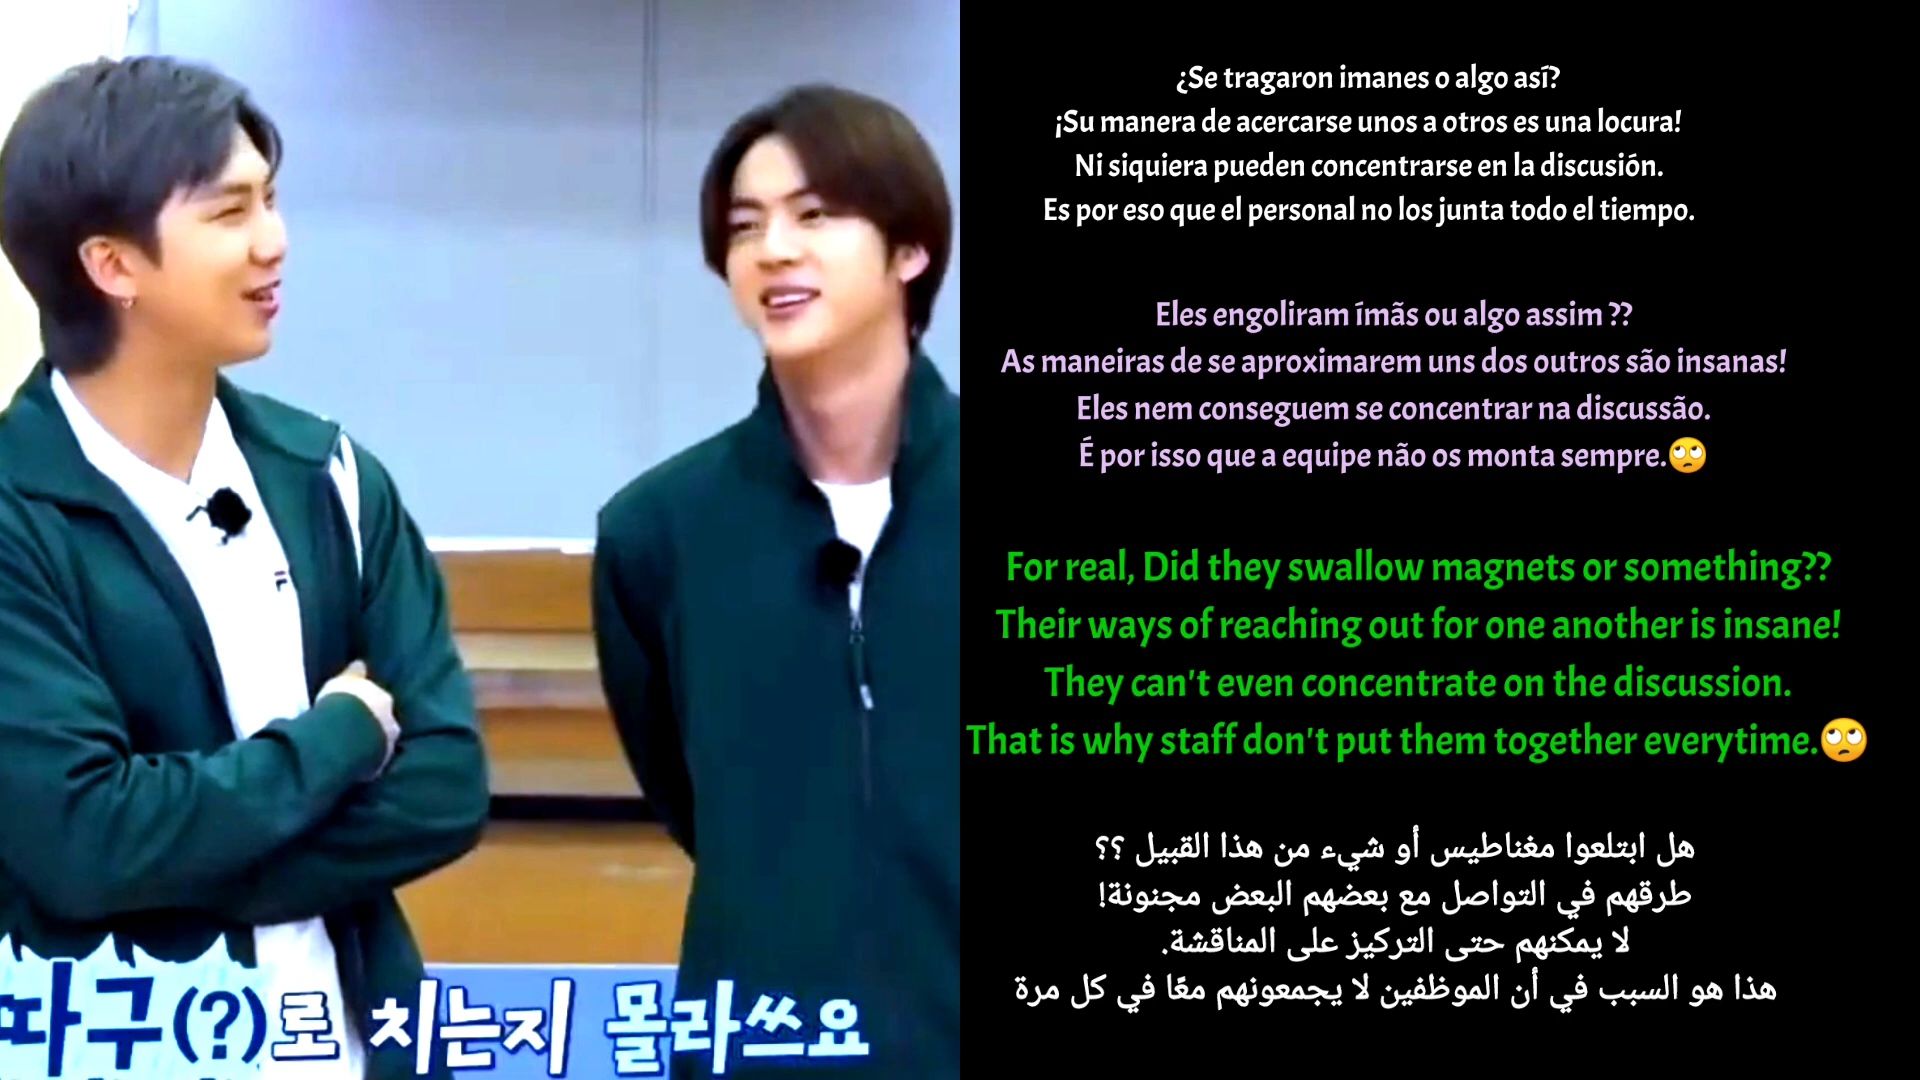 따구(?)로 치는지 몰라쓰요
¿Se tragaron imanes o algo así?
¡Su manera de acercarse unos a otros es una locura!
Ni siquiera pueden concentrarse en la discusión.
Es por eso que el personal no los junta todo el tiempo.
Eles engoliram ímãs ou algo assim ??
As maneiras de se aproximarem uns dos outros são insanas!
Eles nem conseguem se concentrar na discussão.
É por isso que a equipe não os monta sempre.🙄
For real, Did they swallow magnets or something??
Their ways of reaching out for one another is insane!
They can't even concentrate on the discussion.
That is why staff don't put them together everytime.🙄
هل ابتلعوا مغناطيس أو شيء من هذا القبيل ؟؟
طرقهم في التواصل مع بعضهم البعض مجنونة!
لا يمكنهم حتى التركيز على المناقشة.
هذا هو السبب في أن الموظفين لا يجمعونهم معًا في كل مرة